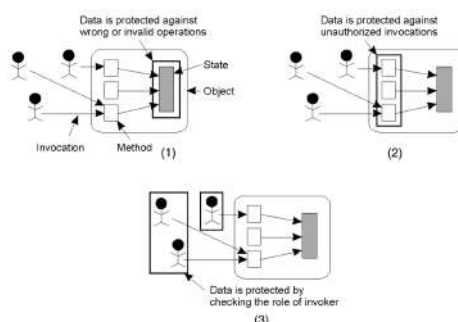 Data is protected against
wrong or invalid operations
State
Object
Invocation
Method
(1)
Data is protected against
unauthorized invocations
(2)
Data is protected by
checking the role of invoker
(3)